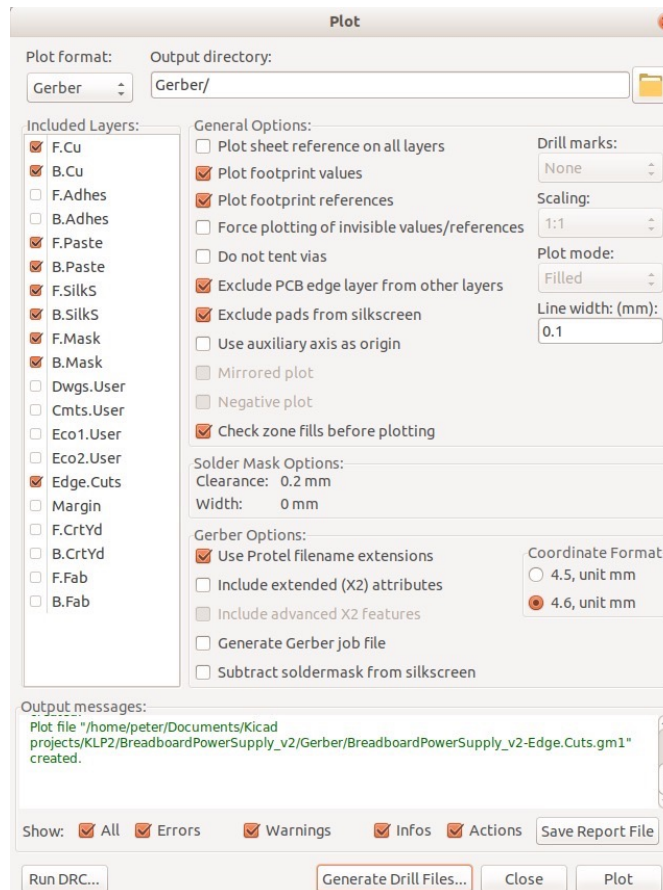 Plot
Plot format:
Output directory:
Gerber
Gerber/
Included Layers:
F.Cu
B.Cu
F.Adhes
B.Adhes
F.Paste
B.Paste
F.SilkS
B.SilkS
F.Mask
B.Mask
Dwgs.User
Cmts.User
Eco1.User
Eco2.User
Edge.Cuts
Margin
F.CrtYd
B.CrtYd
F.Fab
B.Fab
General Options:
Plot sheet reference on all layers
Plot footprint values
Plot footprint references
Force plotting of invisible values/references
Do not tent vias
Exclude PCB edge layer from other layers
Exclude pads from silkscreen
Use auxiliary axis as origin
Mirrored plot
Negative plot
Check zone fills before plotting
Drill marks:
None
Scaling:
1:1
Plot mode:
Filled
Line width: (mm):
0.1
Solder Mask Options:
Clearance: 0.2 mm
Width: 0 mm
Gerber Options:
Use Protel filename extensions
Include extended (X2) attributes
Include advanced X2 features
Generate Gerber job file
Subtract soldermask from silkscreen
Coordinate Format
4.5, unit mm
4.6, unit mm
Output messages:
created.
Plot file "/home/peter/Documents/Kicad
projects/KLP2/BreadboardPowerSupply_v2/Gerber/BreadboardPowerSupply_v2-Edge.Cuts.gm1"
created.
Show: All Errors Warnings Infos Actions Save Report File
Run DRC... Generate Drill Files... Close Plot